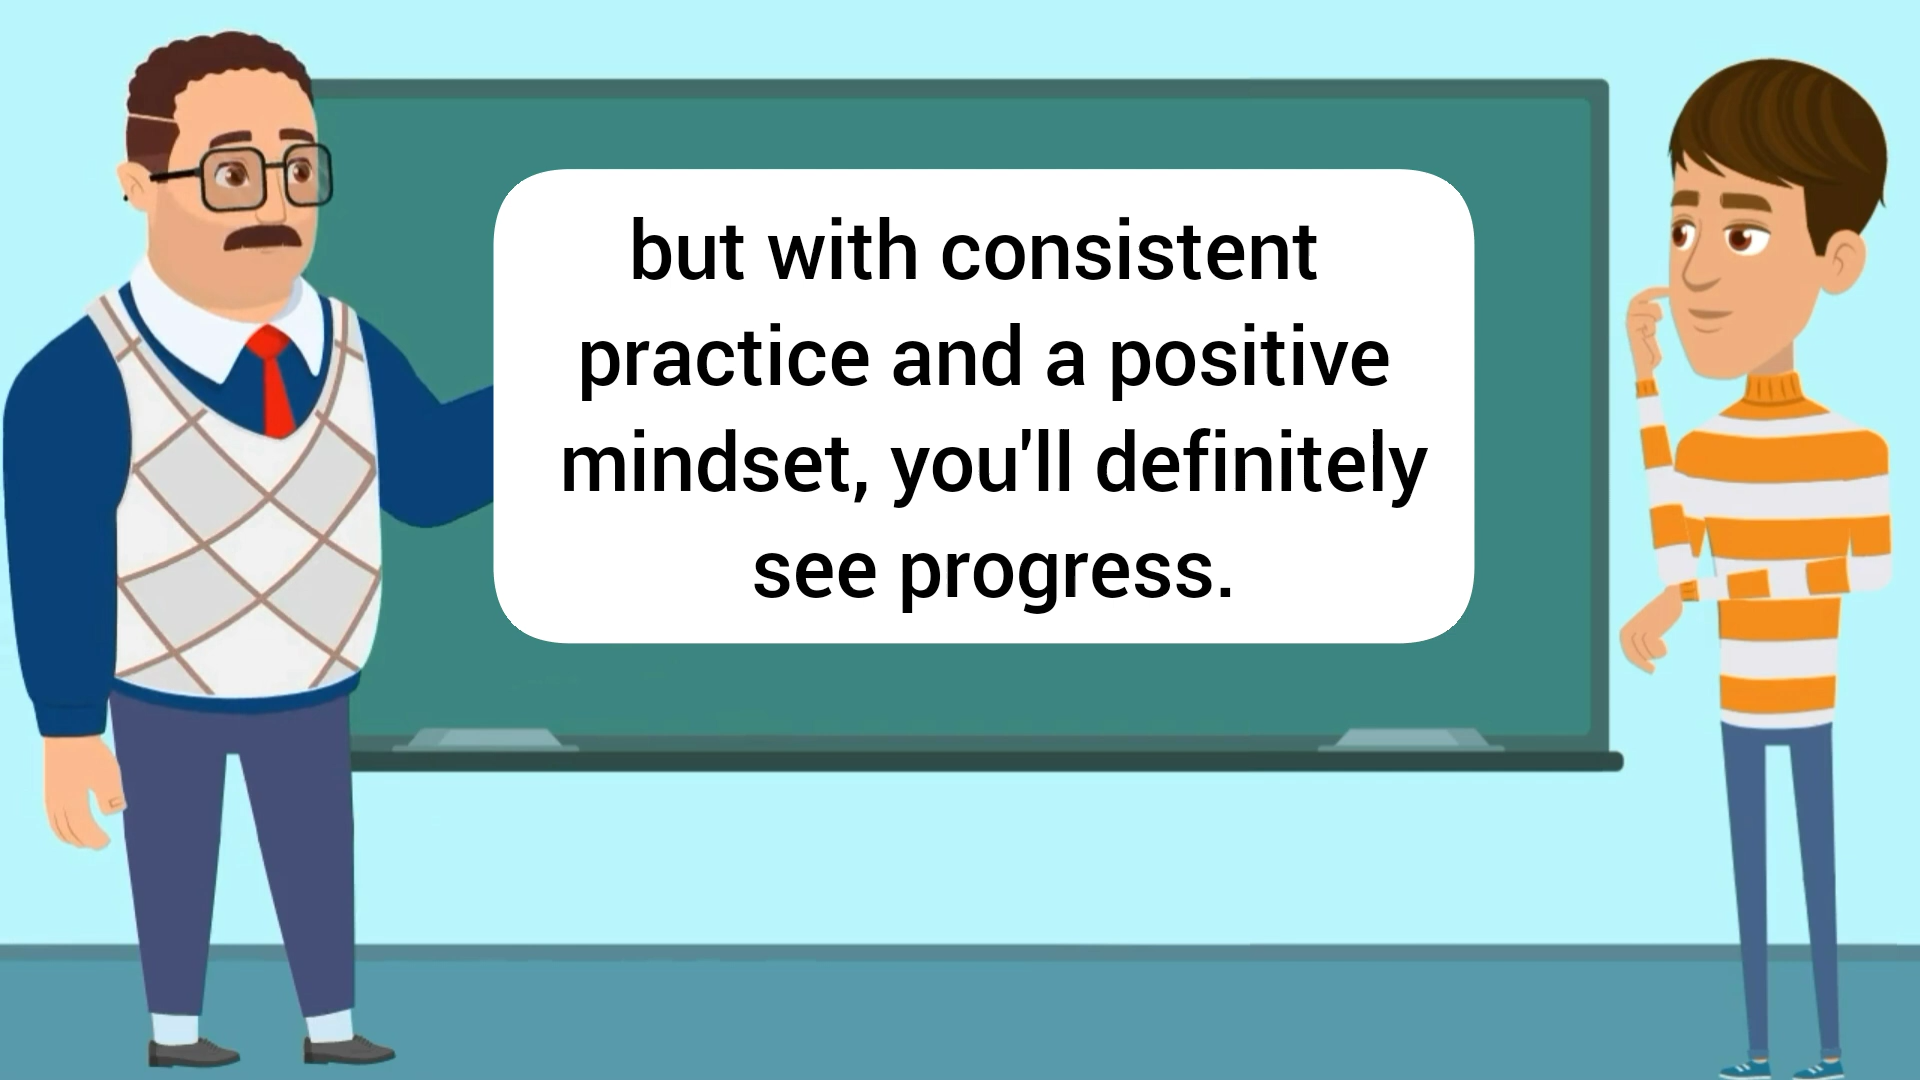 but with consistent
practice and a positive
mindset, you'll definitely
see progress.